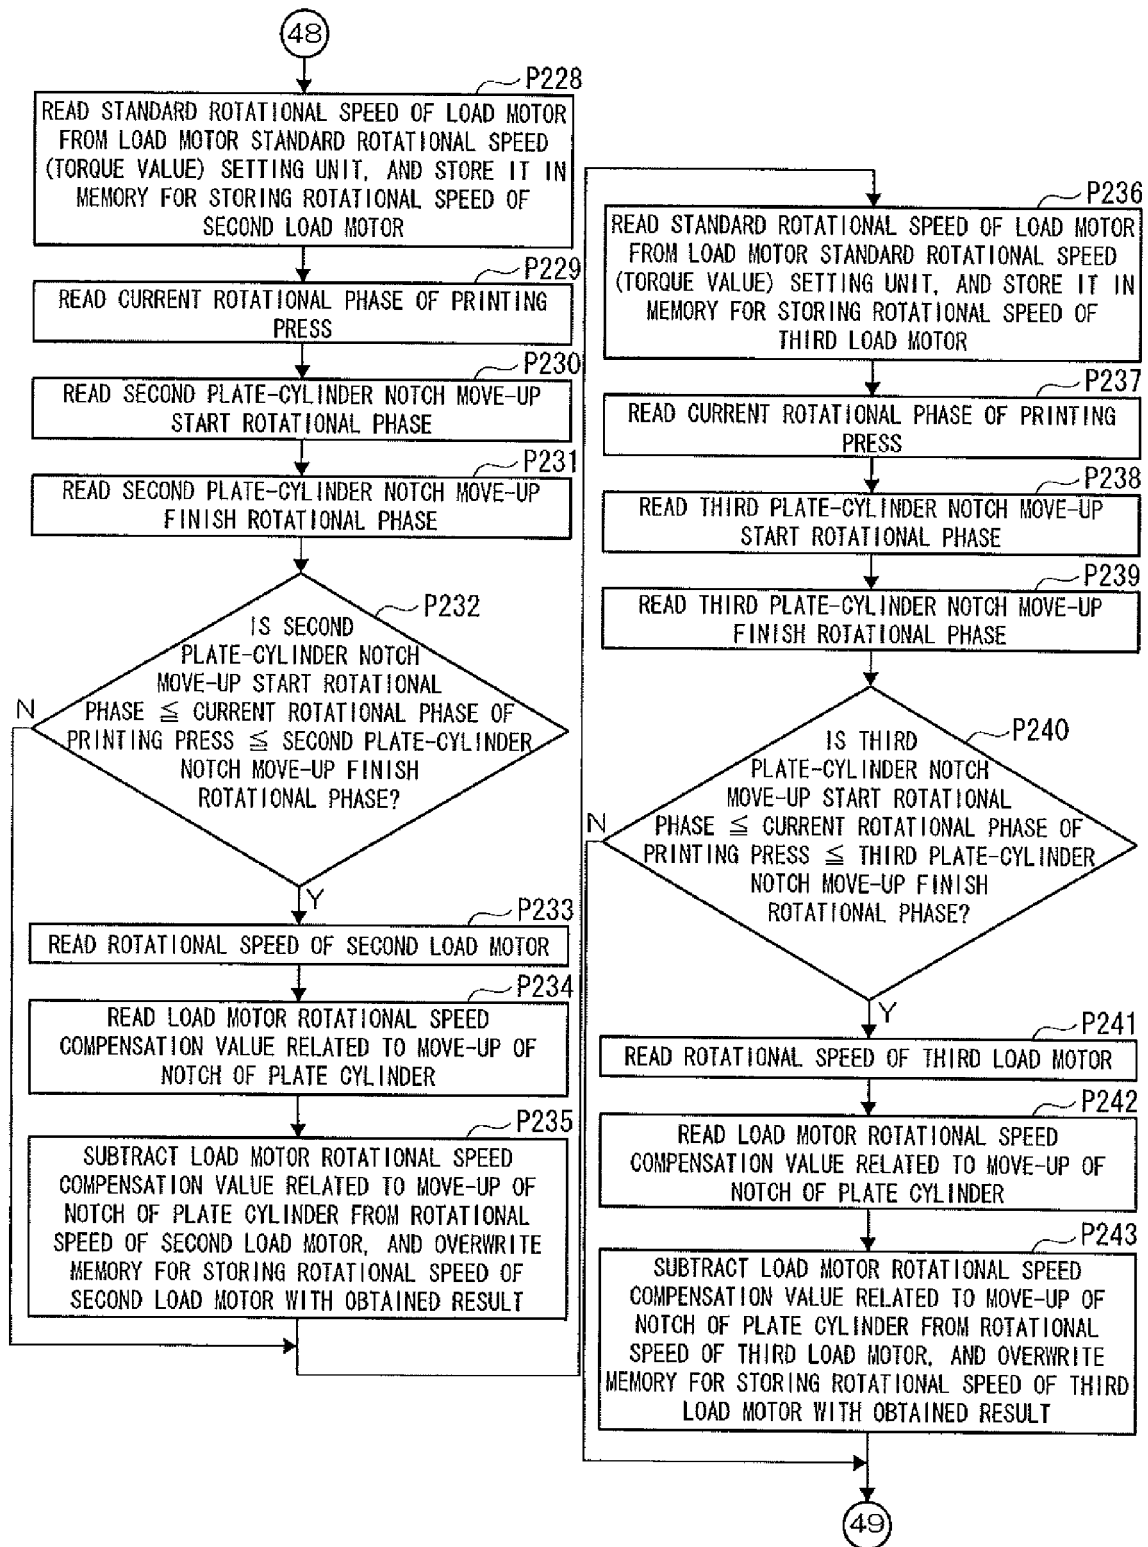 48
P228
READ STANDARD ROTATIONAL SPEED OF LOAD MOTOR
FROM LOAD MOTOR STANDARD ROTATIONAL SPEED
(TORQUE VALUE) SETTING UNIT, AND STORE IT IN
MEMORY FOR STORING ROTATIONAL SPEED OF
SECOND LOAD MOTOR
P229
READ CURRENT ROTATIONAL PHASE OF PRINTING
PRESS
P230
READ SECOND PLATE-CYLINDER NOTCH MOVE-UP
START ROTATIONAL PHASE
P231
READ SECOND PLATE-CYLINDER NOTCH MOVE-UP
FINISH ROTATIONAL PHASE
P232
IS SECOND
PLATE-CYLINDER NOTCH
MOVE-UP START ROTATIONAL
PHASE ≦ CURRENT ROTATIONAL PHASE OF
PRINTING PRESS ≦ SECOND PLATE-CYLINDER
NOTCH MOVE-UP FINISH
ROTATIONAL PHASE?
N
Y
P233
READ ROTATIONAL SPEED OF SECOND LOAD MOTOR
P234
READ LOAD MOTOR ROTATIONAL SPEED
COMPENSATION VALUE RELATED TO MOVE-UP OF
NOTCH OF PLATE CYLINDER
P235
SUBTRACT LOAD MOTOR ROTATIONAL SPEED
COMPENSATION VALUE RELATED TO MOVE-UP OF
NOTCH OF PLATE CYLINDER FROM ROTATIONAL
SPEED OF SECOND LOAD MOTOR, AND OVERWRITE
MEMORY FOR STORING ROTATIONAL SPEED OF
SECOND LOAD MOTOR WITH OBTAINED RESULT
P236
READ STANDARD ROTATIONAL SPEED OF LOAD MOTOR
FROM LOAD MOTOR STANDARD ROTATIONAL SPEED
(TORQUE VALUE) SETTING UNIT, AND STORE IT IN
MEMORY FOR STORING ROTATIONAL SPEED OF
THIRD LOAD MOTOR
P237
READ CURRENT ROTATIONAL PHASE OF PRINTING
PRESS
P238
READ THIRD PLATE-CYLINDER NOTCH MOVE-UP
START ROTATIONAL PHASE
P239
READ THIRD PLATE-CYLINDER NOTCH MOVE-UP
FINISH ROTATIONAL PHASE
P240
IS THIRD
PLATE-CYLINDER NOTCH
MOVE-UP START ROTATIONAL
PHASE ≦ CURRENT ROTATIONAL PHASE OF
PRINTING PRESS ≦ THIRD PLATE-CYLINDER
NOTCH MOVE-UP FINISH
ROTATIONAL PHASE?
N
Y
P241
READ ROTATIONAL SPEED OF THIRD LOAD MOTOR
P242
READ LOAD MOTOR ROTATIONAL SPEED
COMPENSATION VALUE RELATED TO MOVE-UP OF
NOTCH OF PLATE CYLINDER
P243
SUBTRACT LOAD MOTOR ROTATIONAL SPEED
COMPENSATION VALUE RELATED TO MOVE-UP OF
NOTCH OF PLATE CYLINDER FROM ROTATIONAL
SPEED OF THIRD LOAD MOTOR, AND OVERWRITE
MEMORY FOR STORING ROTATIONAL SPEED OF THIRD
LOAD MOTOR WITH OBTAINED RESULT
49